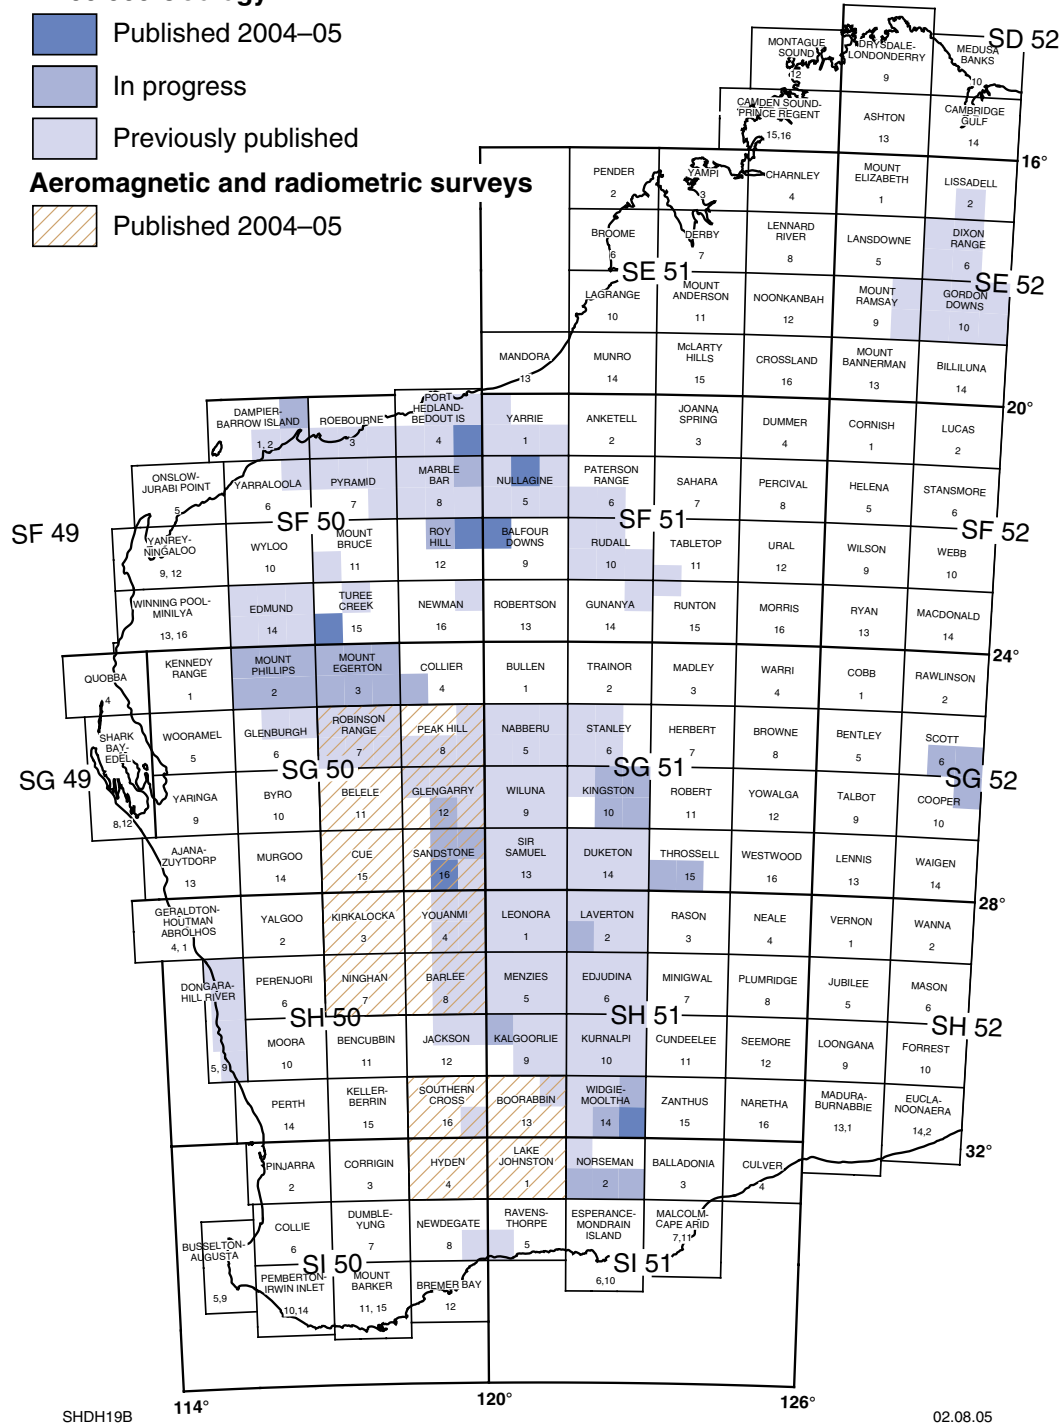 Published 2004–05
In progress
Previously published
Aeromagnetic and radiometric surveys
Published 2004–05
SD 52
MONTAGUE
SOUND
12
DRYSDALE-
LONDONDERRY
9
MEDUSA
BANKS
10
CAMDEN SOUND-
PRINCE REGENT
15,16
ASHTON
13
CAMBRIDGE
GULF
14
16°
PENDER
2
YAMPI
3
CHARNLEY
4
MOUNT
ELIZABETH
1
LISSADELL
2
BROOME
6
DERBY
7
LENNARD
RIVER
8
LANSDOWNE
5
DIXON
RANGE
6
SE 51
SE 52
LAGRANGE
10
MOUNT
ANDERSON
11
NOONKANBAH
12
MOUNT
RAMSAY
9
GORDON
DOWNS
10
MANDORA
13
MUNRO
14
McLARTY
HILLS
15
CROSSLAND
16
MOUNT
BANNERMAN
13
BILLILUNA
14
20°
DAMPIER-
BARROW ISLAND
1, 2
ROEBOURNE
3
PORT
HEDLAND-
BEDOUT IS
4
YARRIE
1
ANKETELL
2
JOANNA
SPRING
3
DUMMER
4
CORNISH
1
LUCAS
2
ONSLOW-
JURABI POINT
5
YARRALOOLA
6
PYRAMID
7
MARBLE
BAR
8
NULLAGINE
5
PATERSON
RANGE
6
SAHARA
7
PERCIVAL
8
HELENA
5
STANSMORE
6
SF 49
SF 50
SF 51
SF 52
YANREY-
NINGALOO
9, 12
WYLOO
10
MOUNT
BRUCE
11
ROY
HILL
12
BALFOUR
DOWNS
9
RUDALL
10
TABLETOP
11
URAL
12
WILSON
9
WEBB
10
WINNING POOL-
MINILYA
13, 16
EDMUND
14
TUREE
CREEK
15
NEWMAN
16
ROBERTSON
13
GUNANYA
14
RUNTON
15
MORRIS
16
RYAN
13
MACDONALD
14
24°
QUOBBA
4
KENNEDY
RANGE
1
MOUNT
PHILLIPS
2
MOUNT
EGERTON
3
COLLIER
4
BULLEN
1
TRAINOR
2
MADLEY
3
WARRI
4
COBB
1
RAWLINSON
2
SHARK
BAY-
EDEL
8,12
WOORAMEL
5
GLENBURGH
6
ROBINSON
RANGE
7
PEAK HILL
8
NABBERU
5
STANLEY
6
HERBERT
7
BROWNE
8
BENTLEY
5
SCOTT
6
SG 49
SG 50
SG 51
SG 52
YARINGA
9
BYRO
10
BELELE
11
GLENGARRY
12
WILUNA
9
KINGSTON
10
ROBERT
11
YOWALGA
12
TALBOT
9
COOPER
10
AJANA-
ZUYTDORP
13
MURGOO
14
CUE
15
SANDSTONE
16
SIR
SAMUEL
13
DUKETON
14
THROSSELL
15
WESTWOOD
16
LENNIS
13
WAIGEN
14
28°
GERALDTON-
HOUTMAN
ABROLHOS
4, 1
YALGOO
2
KIRKALOCKA
3
YOUANMI
4
LEONORA
1
LAVERTON
2
RASON
3
NEALE
4
VERNON
1
WANNA
2
DONGARA-
HILL RIVER
5, 9
PERENJORI
6
NINGHAN
7
BARLEE
8
MENZIES
5
EDJUDINA
6
MINIGWAL
7
PLUMRIDGE
8
JUBILEE
5
MASON
6
SH 50
SH 51
SH 52
MOORA
10
BENCUBBIN
11
JACKSON
12
KALGOORLIE
9
KURNALPI
10
CUNDEELEE
11
SEEMORE
12
LOONGANA
9
FORREST
10
PERTH
14
KELLER-
BERRIN
15
SOUTHERN
CROSS
16
BOORABBIN
13
WIDGIE-
MOOLTHA
14
ZANTHUS
15
NARETHA
16
MADURA-
BURNABBIE
13,1
EUCLA-
NOONAERA
14,2
32°
PINJARRA
2
CORRIGIN
3
HYDEN
4
LAKE
JOHNSTON
1
NORSEMAN
2
BALLADONIA
3
CULVER
4
BUSSELTON-
AUGUSTA
5,9
COLLIE
6
DUMBLE-
YUNG
7
NEWDEGATE
8
RAVENS-
THORPE
5
ESPERANCE-
MONDRAIN
ISLAND
6,10
MALCOLM-
CAPE ARID
7,11
SI 50
SI 51
PEMBERTON-
IRWIN INLET
10,14
MOUNT
BARKER
11, 15
BREMER BAY
12
114°
120°
126°
SHDH19B
02.08.05